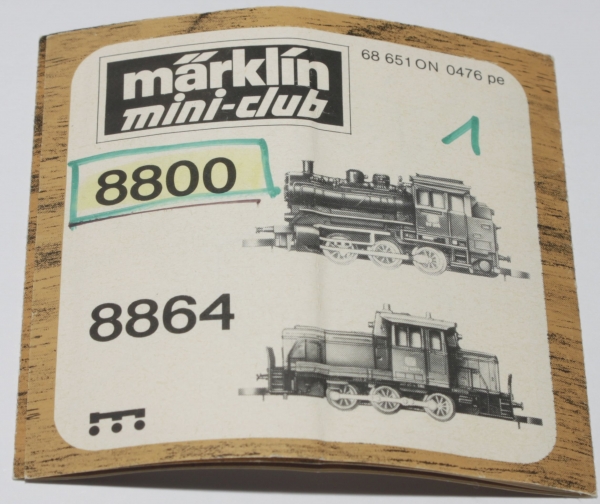 märklin
mini-club
68 651 ON 0476 pe
1
8800
8864